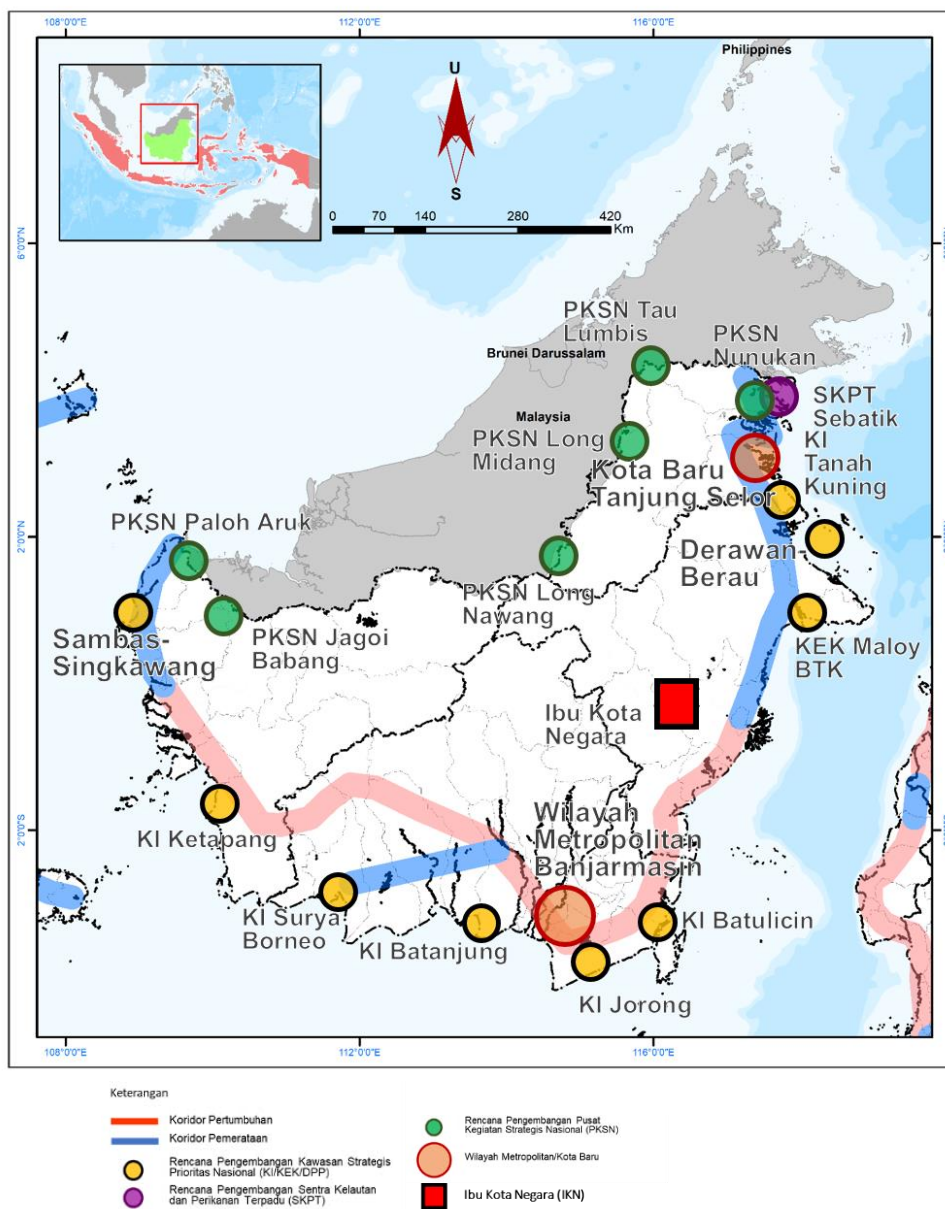 108°0'0"E
112°0'0"E
116°0'0"E
Philippines
U
S
0 70 140 280 420
Km
6°0'0"N
PKSN Tau
Lumbis
PKSN
Nunukan
Brunei Darussalam
SKPT
Sebatik
Malaysia
PKSN Long
Midang
KI
Tanah
Kuning
Kota Baru
Tanjung Selor
PKSN Paloh Aruk
2°0'0"N
Derawan-
Berau
PKSN Long
Nawang
Sambas-
Singkawang
PKSN Jagoi
Babang
KEK Maloy
BTK
Ibu Kota
Negara
2°0'0"S
KI Ketapang
Wilayah
Metropolitan
Banjarmasin
KI Surya
Borneo
KI Batanjung
KI Batulicin
KI Jorong
108°0'0"E
112°0'0"E
116°0'0"E
Keterangan
Koridor Pertumbuhan
Koridor Pemerataan
Rencana Pengembangan Kawasan Strategis
Prioritas Nasional (KI/KEK/DPP)
Rencana Pengembangan Sentra Kelautan
dan Perikanan Terpadu (SKPT)
Rencana Pengembangan Pusat
Kegiatan Strategis Nasional (PKSN)
Wilayah Metropolitan/Kota Baru
Ibu Kota Negara (IKN)